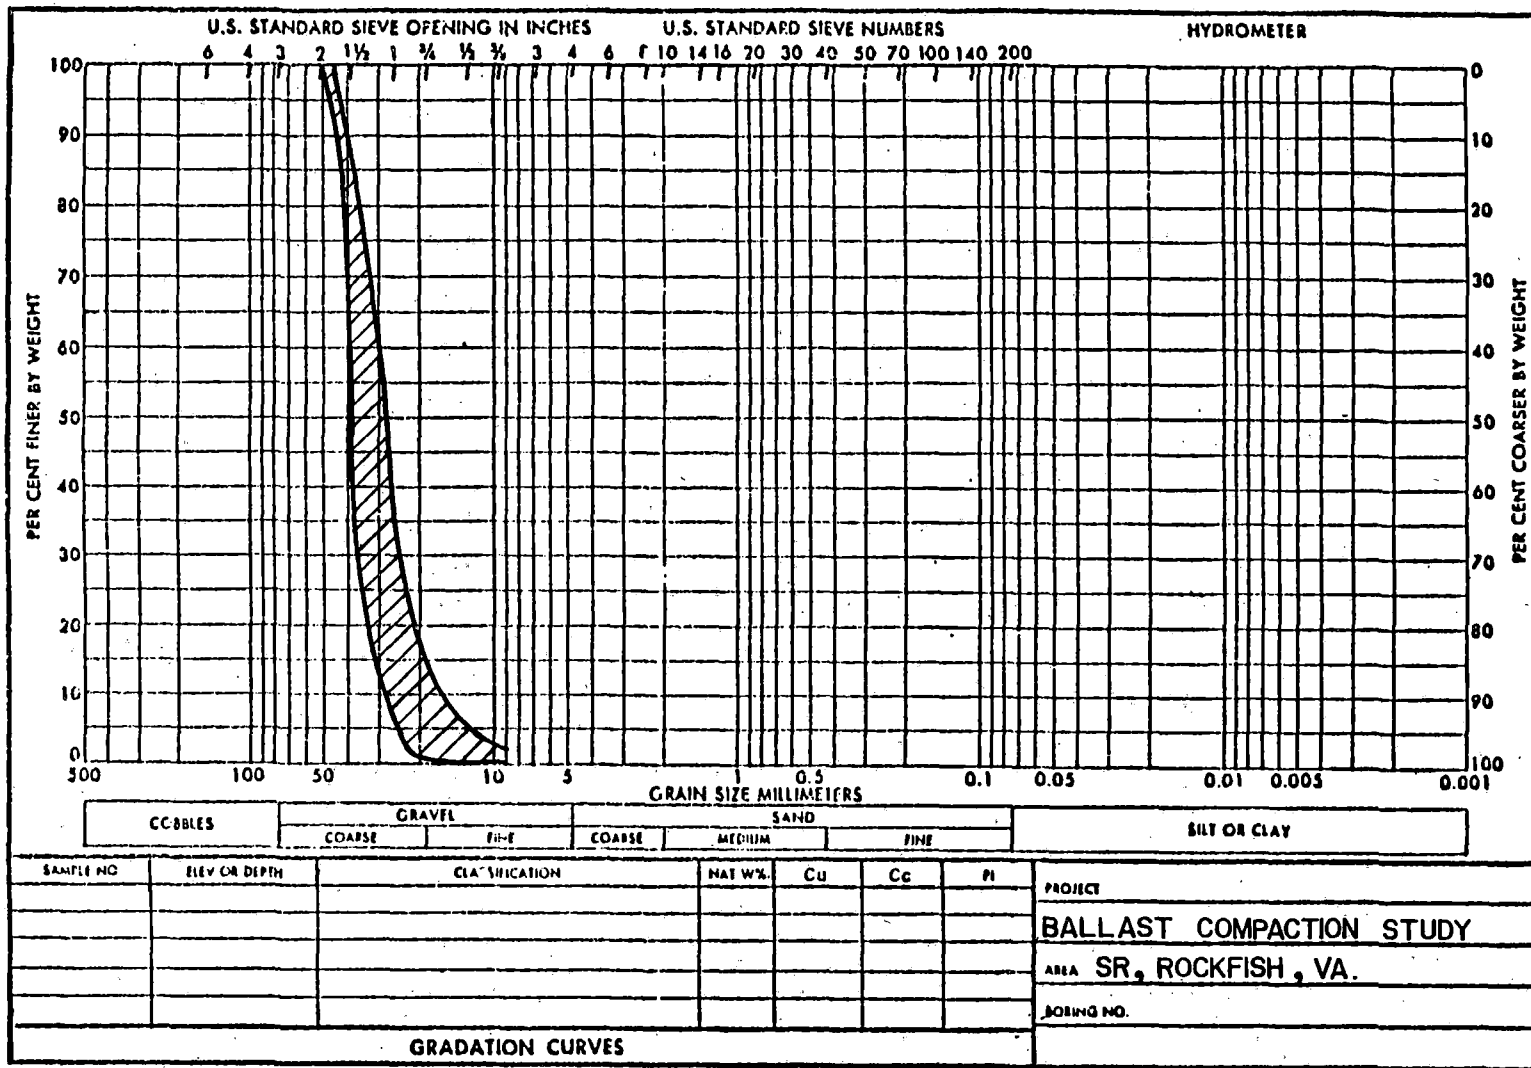 U.S. STANDARD SIEVE OPENING IN INCHES U.S. STANDARD SIEVE NUMBERS HYDROMETER
6 4 3 2 1½ 1 ¾ ½ ⅜ 3 4 6 10 14 16 20 30 40 50 70 100 140 200
100 0
90 10
80 20
70 30
60 40
50 50
40 60
30 70
20 80
10 90
0 100
PER CENT FINER BY WEIGHT
PER CENT COARSER BY WEIGHT
500 100 50 10 5 1 0.5 0.1 0.05 0.01 0.005 0.001
GRAIN SIZE MILLIMETERS
COBBLES GRAVEL SAND SILT OR CLAY
COARSE FINE COARSE MEDIUM FINE
SAMPLE NO ELEV OR DEPTH CLASSIFICATION NAT W% Cu Cc PI
PROJECT
BALLAST COMPACTION STUDY
AREA SR, ROCKFISH, VA.
BORING NO.
GRADATION CURVES